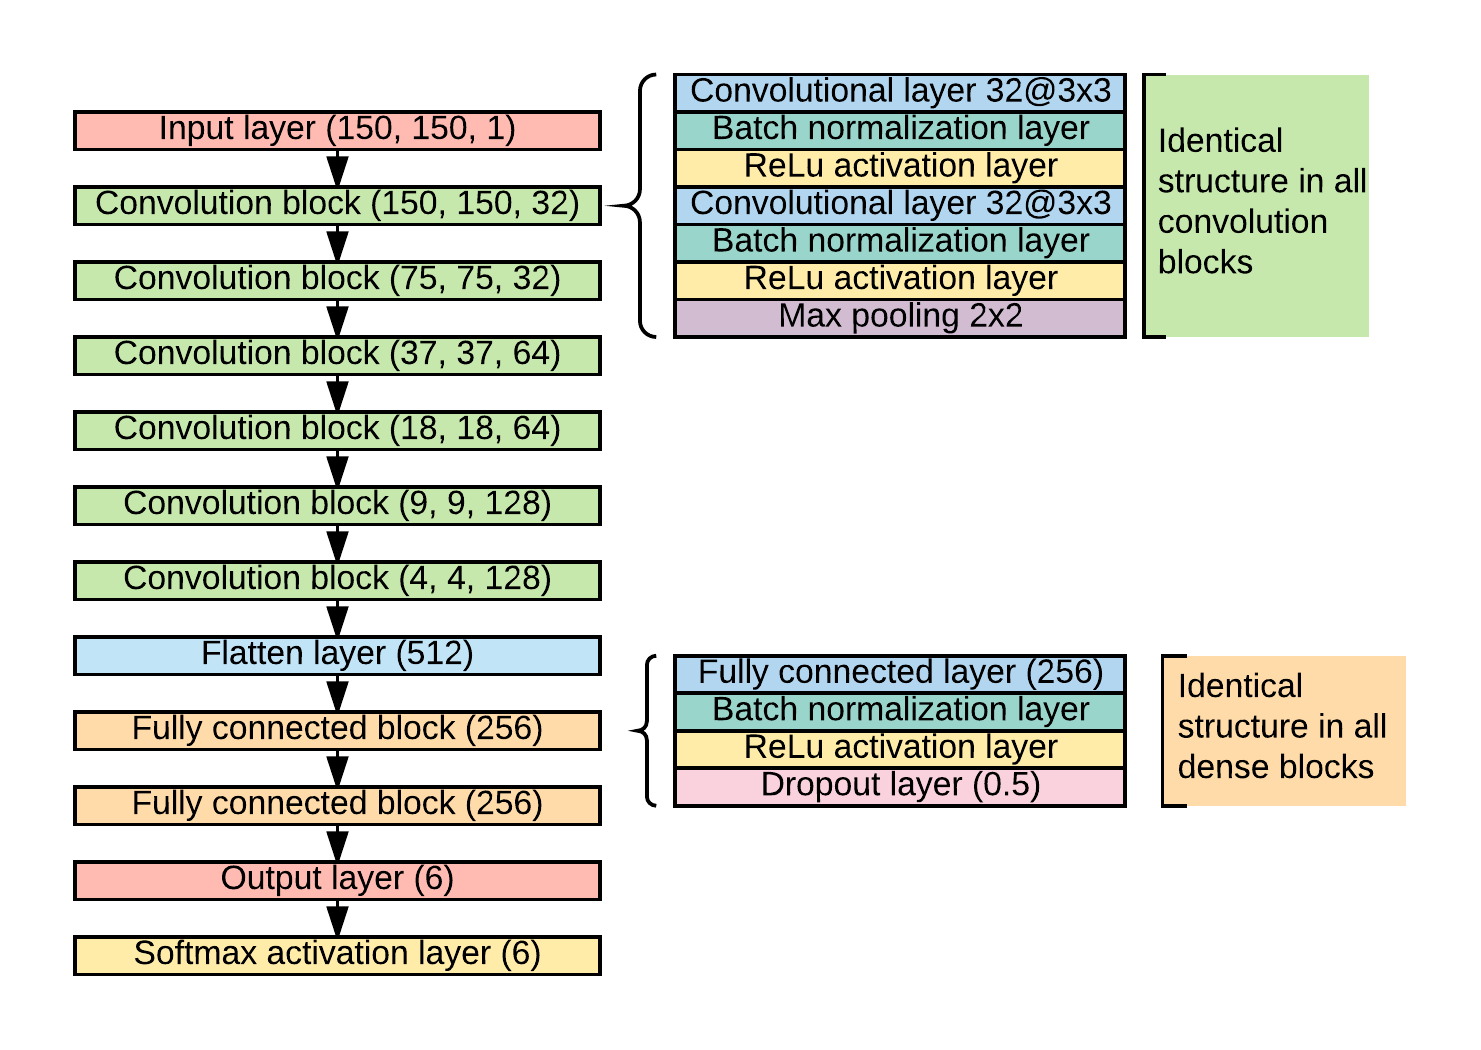 Input layer (150, 150, 1)
Convolution block (150, 150, 32)
Convolution block (75, 75, 32)
Convolution block (37, 37, 64)
Convolution block (18, 18, 64)
Convolution block (9, 9, 128)
Convolution block (4, 4, 128)
Flatten layer (512)
Fully connected block (256)
Fully connected block (256)
Output layer (6)
Softmax activation layer (6)
Convolutional layer 32@3x3
Batch normalization layer
ReLu activation layer
Convolutional layer 32@3x3
Batch normalization layer
ReLu activation layer
Max pooling 2x2
Identical
structure in all
convolution
blocks
Fully connected layer (256)
Batch normalization layer
ReLu activation layer
Dropout layer (0.5)
Identical
structure in all
dense blocks